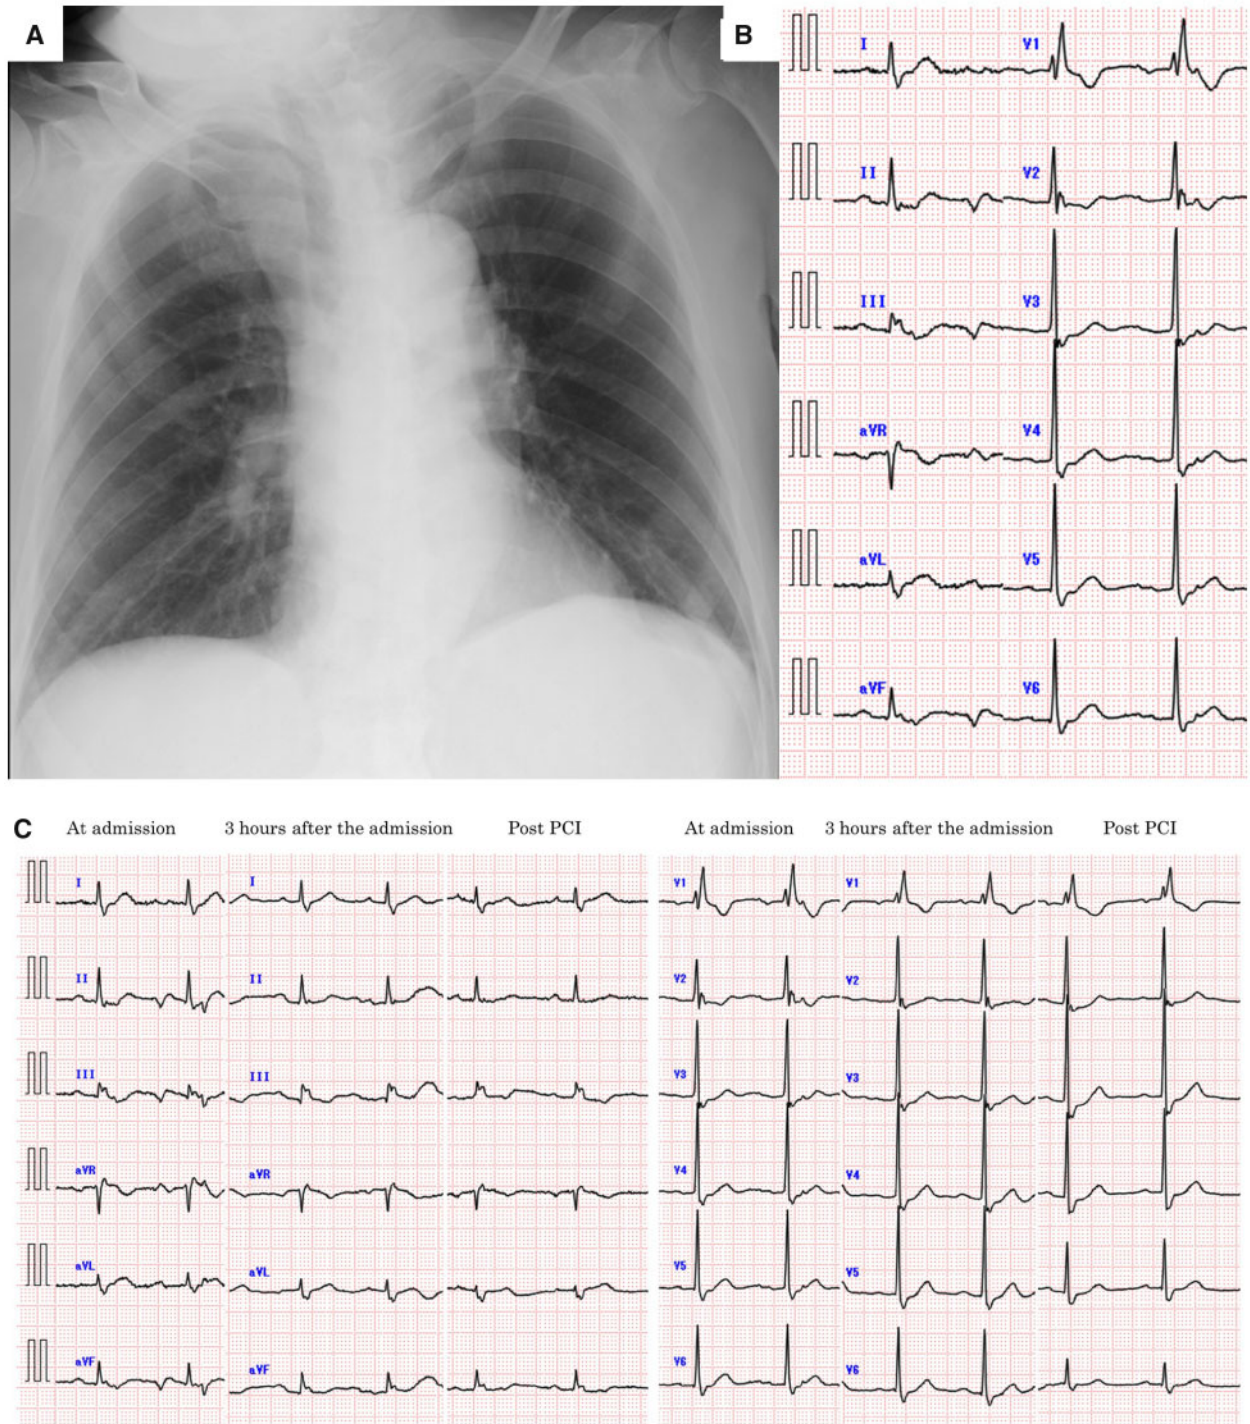 A
B
I V1
II V2
III V3
aVR V4
aVL V5
aVF V6
C At admission 3 hours after the admission Post PCI At admission 3 hours after the admission Post PCI
I I V1 V1
II II V2 V2
III III V3 V3
aVR aVR V4 V4
aVL aVL V5 V5
aVF aVF V6 V6